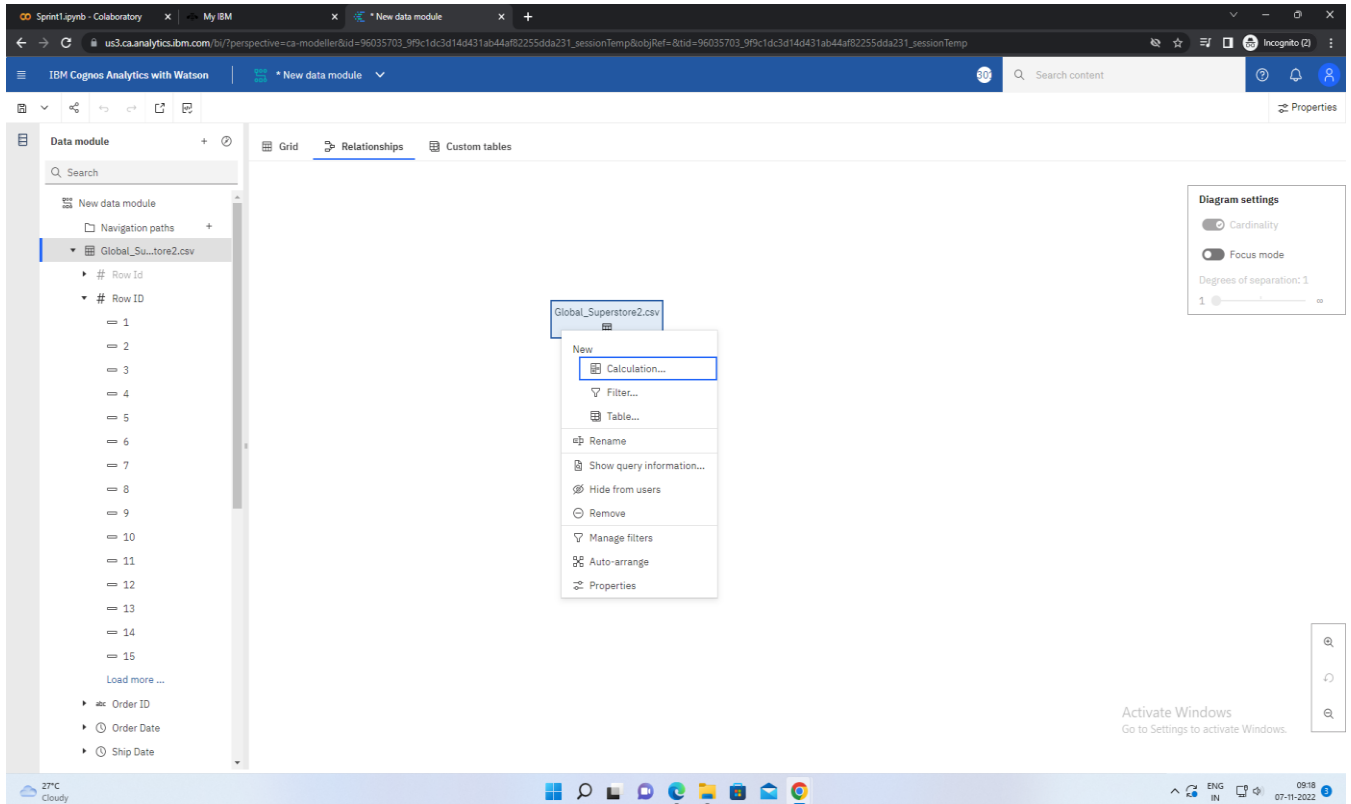 Sprint1.ipynb - Colaboratory
My IBM
* New data module
us3.ca.analytics.ibm.com/bi/?perspective=ca-modeller&id=96035703_9f9c1dc3d14d431ab44af82255dda231_sessionTemp&objRef=&tid=96035703_9f9c1dc3d14d431ab44af82255dda231_sessionTemp
Incognito (2)
IBM Cognos Analytics with Watson
* New data module
Search content
Properties
Data module
Grid
Relationships
Custom tables
Search
New data module
Navigation paths
Global_Su...tore2.csv
Row Id
Row ID
1
2
3
4
5
6
7
8
9
10
11
12
13
14
15
Load more ...
Order ID
Order Date
Ship Date
Global_Superstore2.csv
New
Calculation...
Filter...
Table...
Rename
Show query information...
Hide from users
Remove
Manage filters
Auto-arrange
Properties
Diagram settings
Cardinality
Focus mode
Degrees of separation: 1
1 ∞
Activate Windows
Go to Settings to activate Windows.
27°C
Cloudy
ENG
IN
09:18
07-11-2022
3